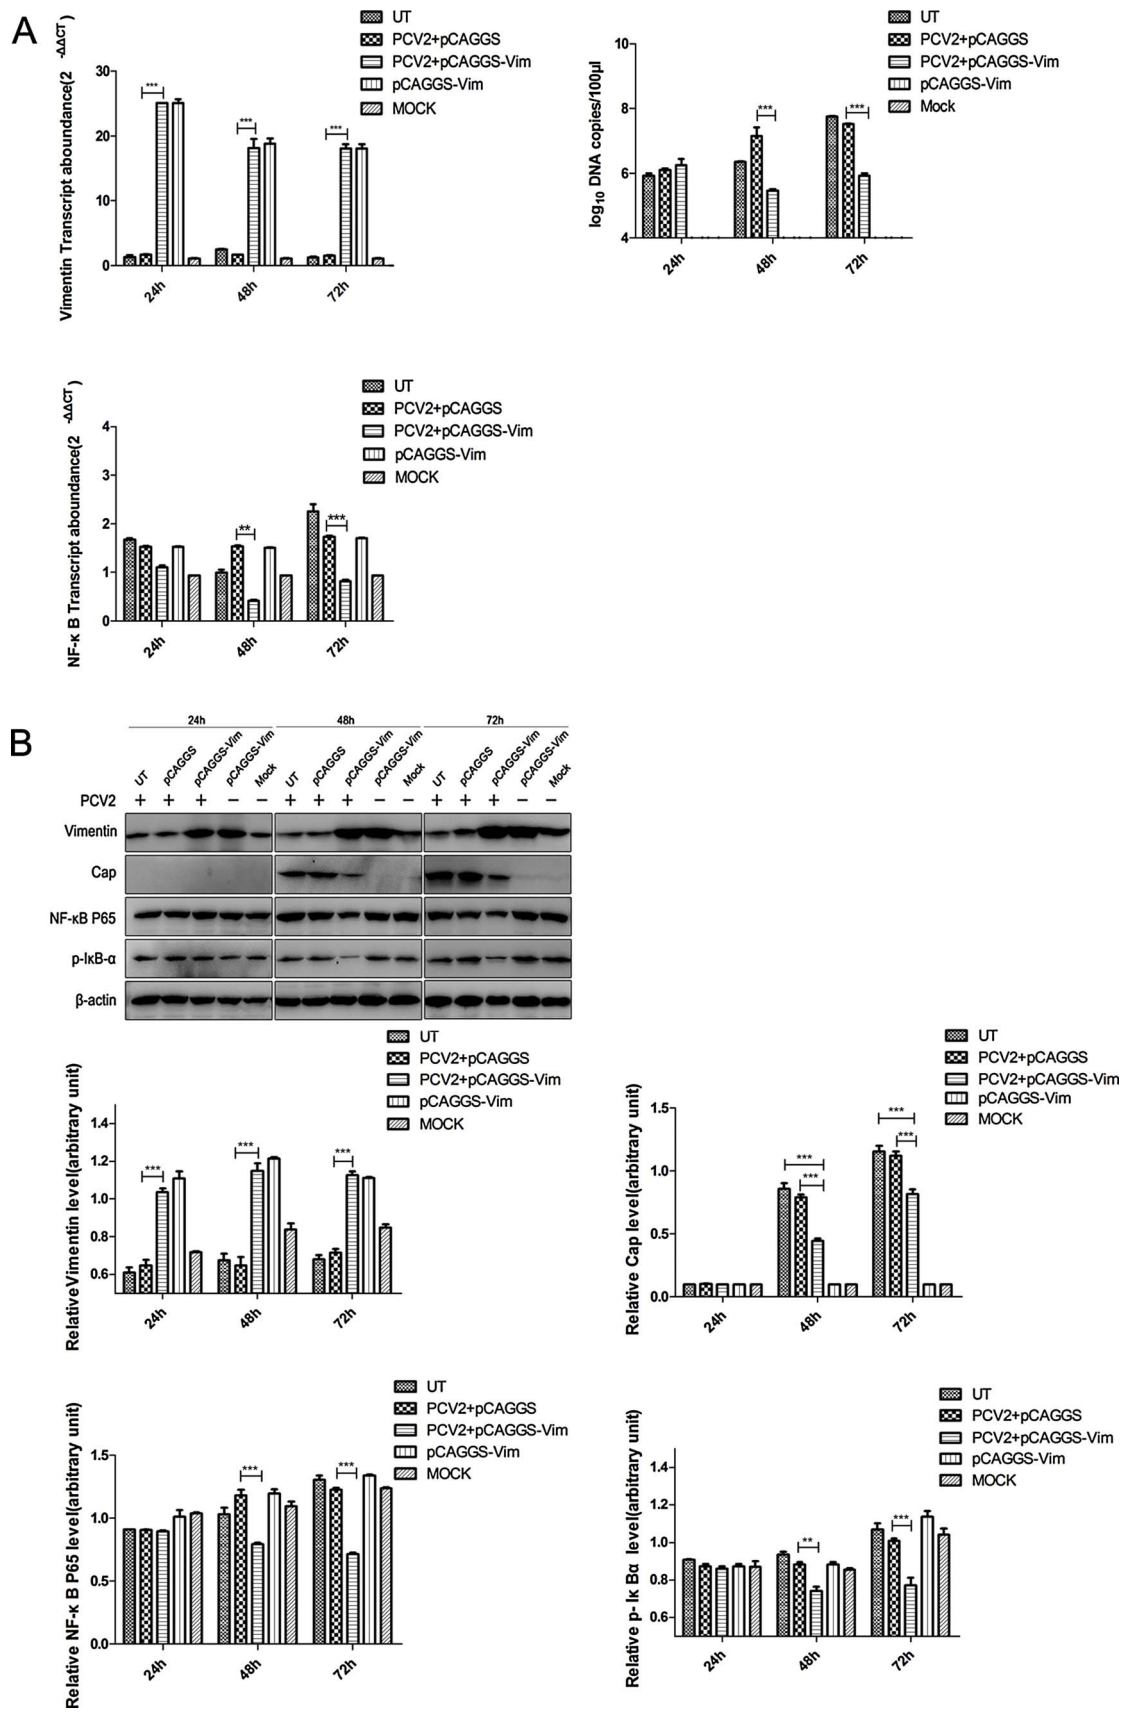 A
Vimentin Transcript aboundance(2 -ΔΔCT )
UT
PCV2+pCAGGS
PCV2+pCAGGS-Vim
pCAGGS-Vim
MOCK
30
20
10
0
*** *** ***
24h 48h 72h
log10 DNA copies/100μl
UT
PCV2+pCAGGS
PCV2+pCAGGS-Vim
pCAGGS-Vim
Mock
10
8
6
4
*** ***
24h 48h 72h
NF-κ B Transcript aboundance(2 -ΔΔCT )
UT
PCV2+pCAGGS
PCV2+pCAGGS-Vim
pCAGGS-Vim
MOCK
4
3
2
1
0
** ***
24h 48h 72h
B
24h 48h 72h
UT pCAGGS pCAGGS-Vim pCAGGS-Vim Mock UT pCAGGS pCAGGS-Vim pCAGGS-Vim Mock UT pCAGGS pCAGGS-Vim pCAGGS-Vim Mock
PCV2 + + + − − + + + − − + + + − −
Vimentin
Cap
NF-κB P65
p-IκB-α
β-actin
Relative Vimentin level(arbitrary unit)
UT
PCV2+pCAGGS
PCV2+pCAGGS-Vim
pCAGGS-Vim
MOCK
1.4
1.2
1.0
0.8
0.6
*** *** ***
24h 48h 72h
Relative Cap level(arbitrary unit)
UT
PCV2+pCAGGS
PCV2+pCAGGS-Vim
pCAGGS-Vim
MOCK
1.5
1.0
0.5
0.0
*** ***
*** ***
24h 48h 72h
Relative NF-κ B P65 level(arbitrary unit)
UT
PCV2+pCAGGS
PCV2+pCAGGS-Vim
pCAGGS-Vim
MOCK
1.5
1.0
0.5
0.0
*** ***
24h 48h 72h
Relative p- Iκ Bα level(arbitrary unit)
UT
PCV2+pCAGGS
PCV2+pCAGGS-Vim
pCAGGS-Vim
MOCK
1.4
1.2
1.0
0.8
0.6
** ***
24h 48h 72h